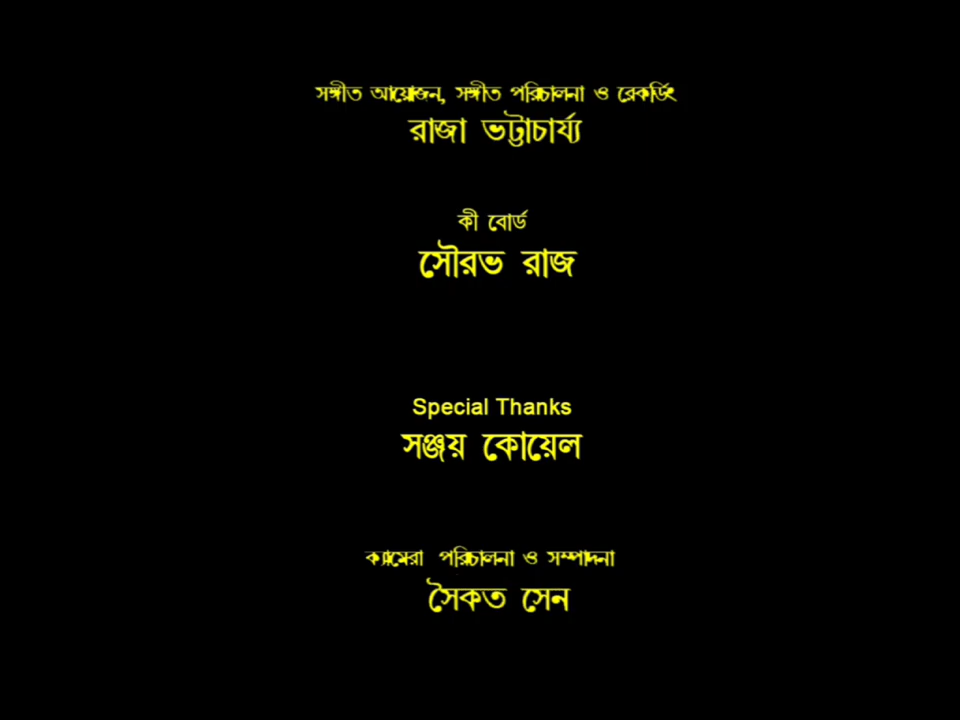 সঙ্গীত আয়োজন, সঙ্গীত পরিচালনা ও রেকর্ডিং
রাজা ভট্টাচার্য্য
কী বোর্ড
সৌরভ রাজ
Special Thanks
সঞ্জয় কোয়েল
ক্যামেরা পরিচালনা ও সম্পাদনা
সৈকত সেন